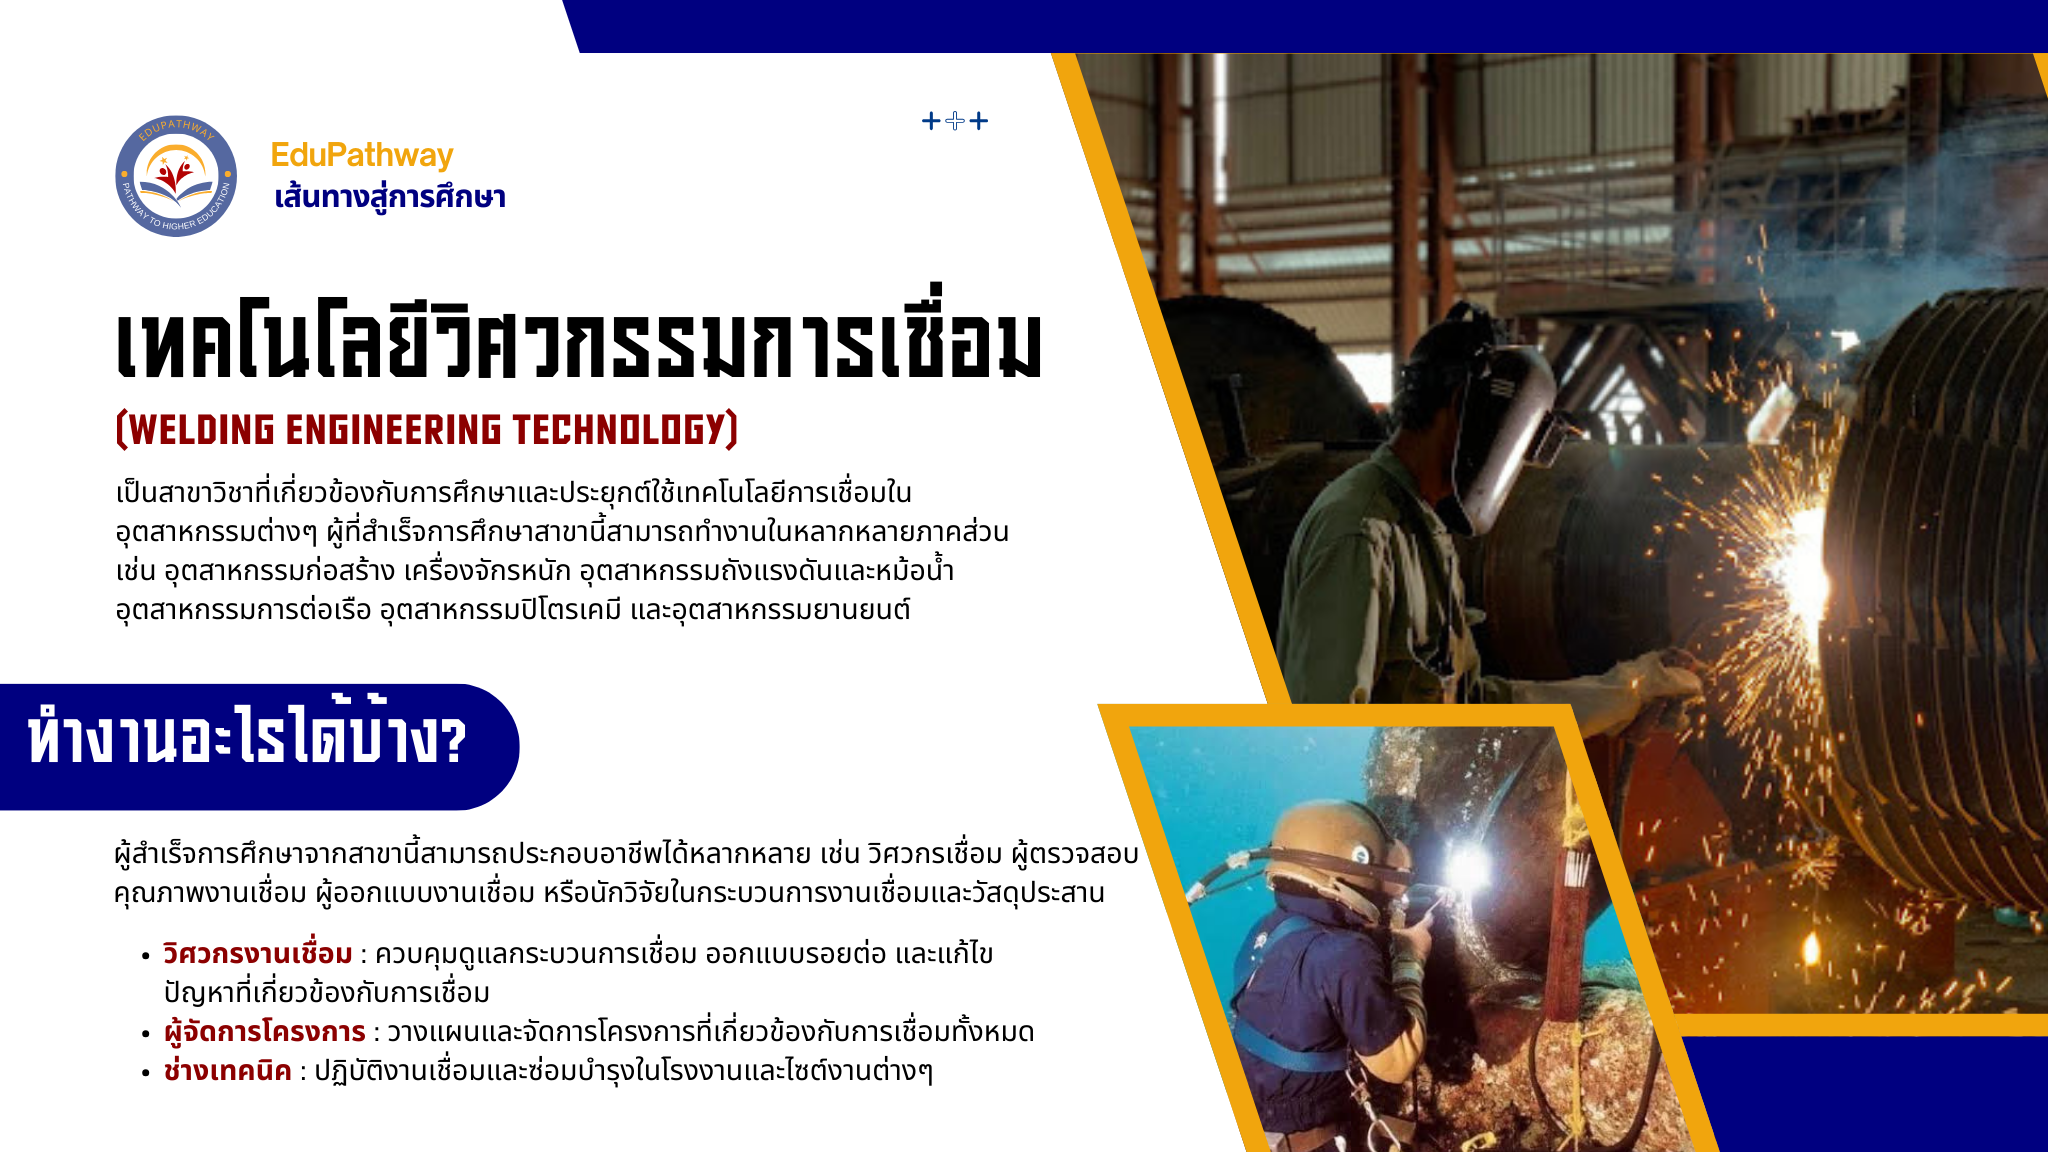 EDUPATHWAY
PATHWAY TO HIGHER EDUCATION
EduPathway
เส้นทางสู่การศึกษา
เทคโนโลยีวิศวกรรมการเชื่อม
(WELDING ENGINEERING TECHNOLOGY)
เป็นสาขาวิชาที่เกี่ยวข้องกับการศึกษาและประยุกต์ใช้เทคโนโลยีการเชื่อมใน
อุตสาหกรรมต่างๆ ผู้ที่สำเร็จการศึกษาสาขานี้สามารถทำงานในหลากหลายภาคส่วน
เช่น อุตสาหกรรมก่อสร้าง เครื่องจักรหนัก อุตสาหกรรมถังแรงดันและหม้อน้ำ
อุตสาหกรรมการต่อเรือ อุตสาหกรรมปิโตรเคมี และอุตสาหกรรมยานยนต์
ทำงานอะไรได้บ้าง?
ผู้สำเร็จการศึกษาจากสาขานี้สามารถประกอบอาชีพได้หลากหลาย เช่น วิศวกรเชื่อม ผู้ตรวจสอบ
คุณภาพงานเชื่อม ผู้ออกแบบงานเชื่อม หรือนักวิจัยในกระบวนการงานเชื่อมและวัสดุประสาน
• วิศวกรงานเชื่อม : ควบคุมดูแลกระบวนการเชื่อม ออกแบบรอยต่อ และแก้ไข
ปัญหาที่เกี่ยวข้องกับการเชื่อม
• ผู้จัดการโครงการ : วางแผนและจัดการโครงการที่เกี่ยวข้องกับการเชื่อมทั้งหมด
• ช่างเทคนิค : ปฏิบัติงานเชื่อมและซ่อมบำรุงในโรงงานและไซต์งานต่างๆ